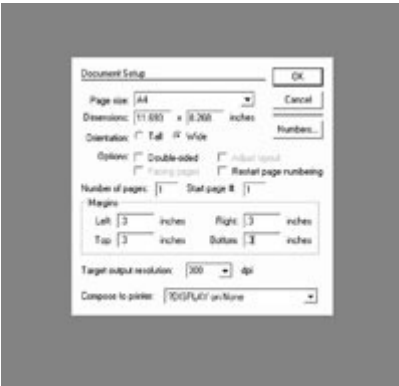 Document Setup
OK
Page size: A4
Cancel
Dimensions: 11.693 x 8.268 inches
Numbers...
Orientation: Tall Wide
Options: Double-sided Adjust layout
Facing pages Restart page numbering
Number of pages: 1 Start page #: 1
Margins
Left .3 inches Right .3 inches
Top .3 inches Bottom .3 inches
Target output resolution: 300 dpi
Compose to printer: on None